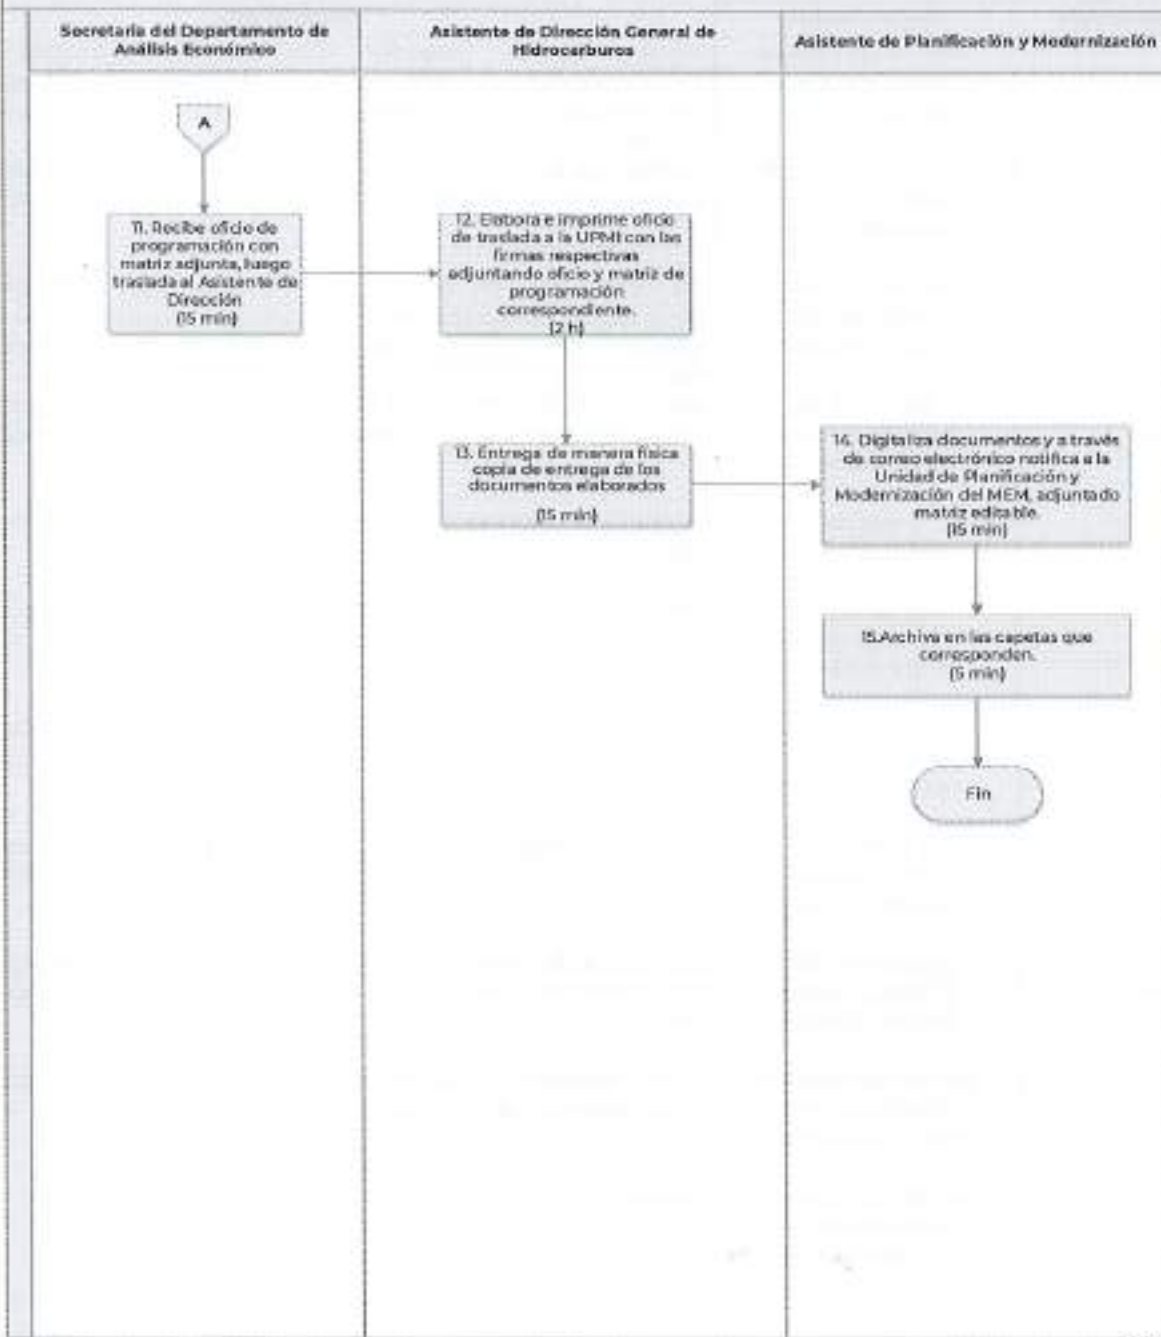 Secretaria del Departamento de
Análisis Económico
Asistente de Dirección General de
Hidrocarburos
Asistente de Planificación y Modernización
A
11. Recibe oficio de
programación con
matriz adjunta, luego
traslada al Asistente de
Dirección
(15 min)
12. Elabora e imprime oficio
de traslada a la UPMI con las
firmas respectivas
adjuntando oficio y matriz de
programación
correspondiente.
(2 h)
13. Entrega de manera física
copia de entrega de los
documentos elaborados
(15 min)
14. Digitaliza documentos y a través
de correo electrónico notifica a la
Unidad de Planificación y
Modernización del MEM, adjuntado
matriz editable.
(15 min)
15.Archiva en las capetas que
corresponden.
(5 min)
Fin